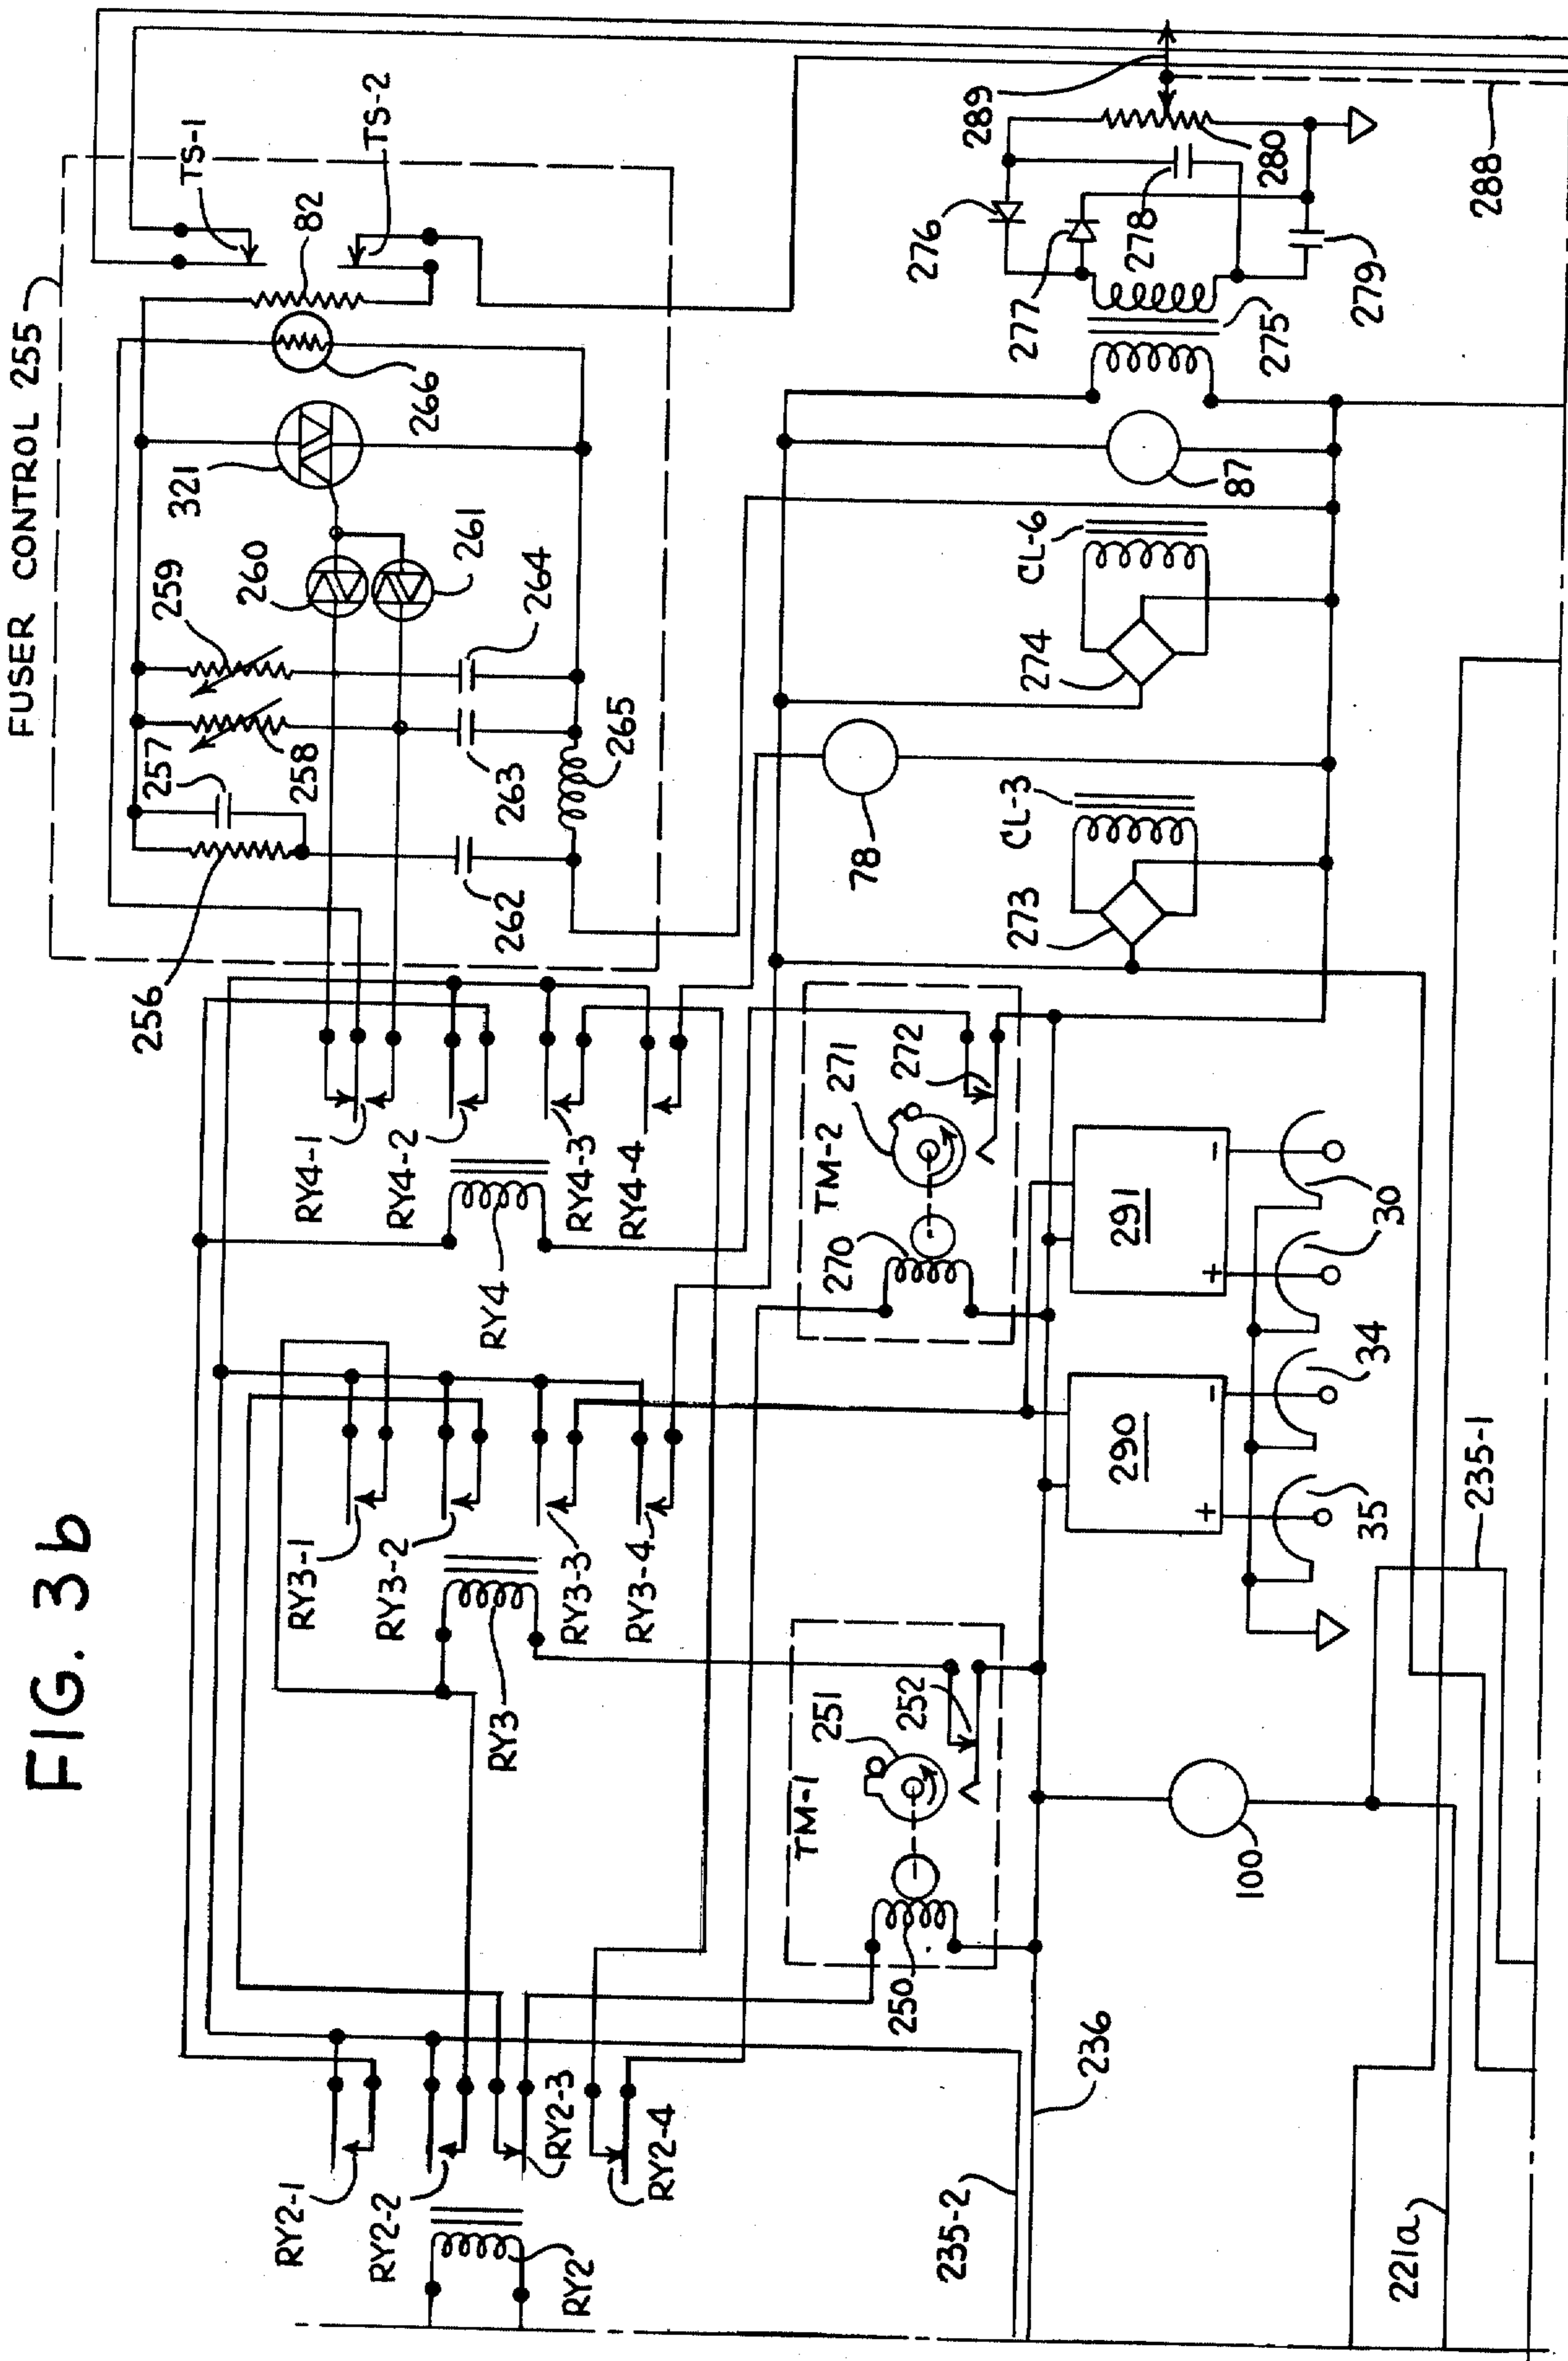 FIG. 3b
FUSER CONTROL 255
TS-1
TS-2
82
266
321
259
260
261
264
257
258
263
265
256
262
RY4-1
RY4-2
RY4-3
RY4-4
RY4
RY3-1
RY3-2
RY3-3
RY3-4
RY3
RY2-1
RY2-2
RY2-3
RY2-4
RY2
289
276
277
278
280
279
275
288
87
CL-6
274
78
CL-3
273
TM-2
271
272
270
TM-1
251
252
250
291
- +
30
290
- +
34
35
235-1
100
236
235-2
221a